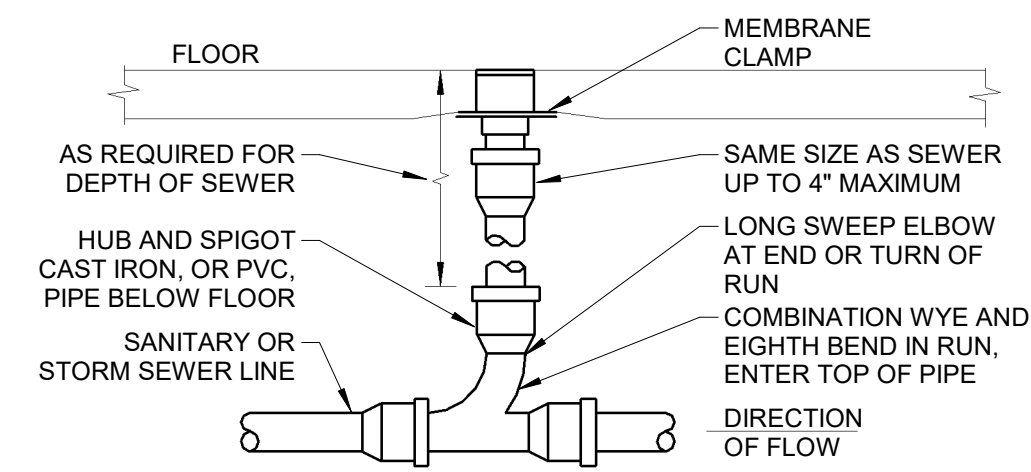 FLOOR
MEMBRANE
CLAMP
AS REQUIRED FOR
DEPTH OF SEWER
SAME SIZE AS SEWER
UP TO 4" MAXIMUM
HUB AND SPIGOT
CAST IRON, OR PVC,
PIPE BELOW FLOOR
LONG SWEEP ELBOW
AT END OR TURN OF
RUN
SANITARY OR
STORM SEWER LINE
COMBINATION WYE AND
EIGHTH BEND IN RUN,
ENTER TOP OF PIPE
DIRECTION
OF FLOW